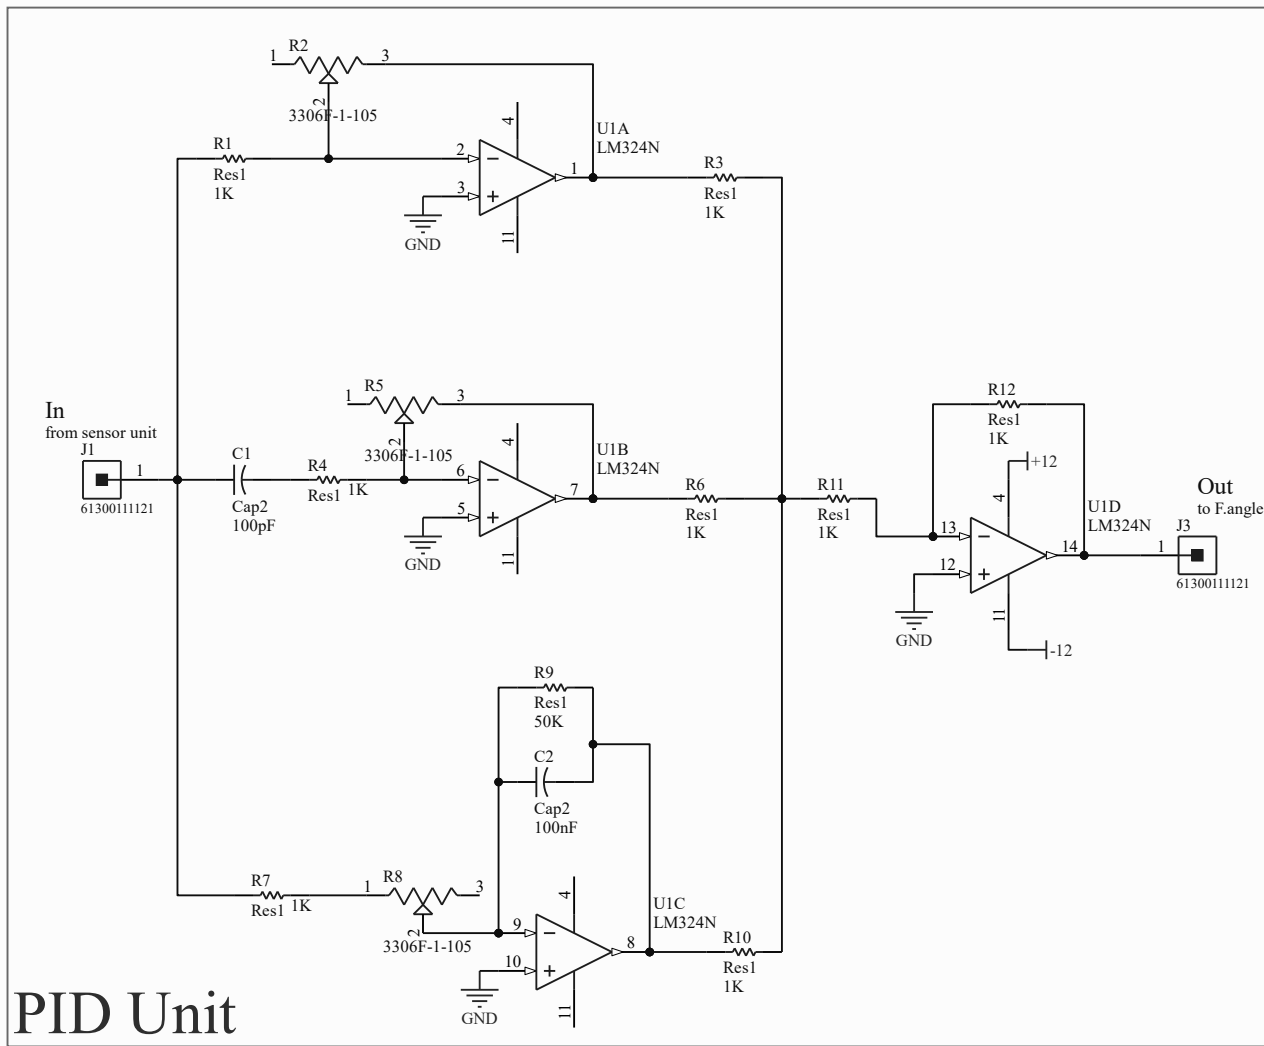 R2
1
3
2
3306F-1-105
R1
Res1
1K
2
3
4
11
1
U1A
LM324N
GND
R3
Res1
1K
In
from sensor unit
J1
1
61300111121
C1
Cap2
100pF
R4
Res1
1K
R5
1
3
2
3306F-1-105
6
5
4
11
7
U1B
LM324N
GND
R6
Res1
1K
R11
Res1
1K
R12
Res1
1K
+12
4
13
12
11
14
U1D
LM324N
GND
-12
Out
to F.angle
J3
1
61300111121
R9
Res1
50K
C2
Cap2
100nF
R7
Res1
1K
R8
1
3
2
3306F-1-105
9
10
4
11
8
U1C
LM324N
GND
R10
Res1
1K
PID Unit